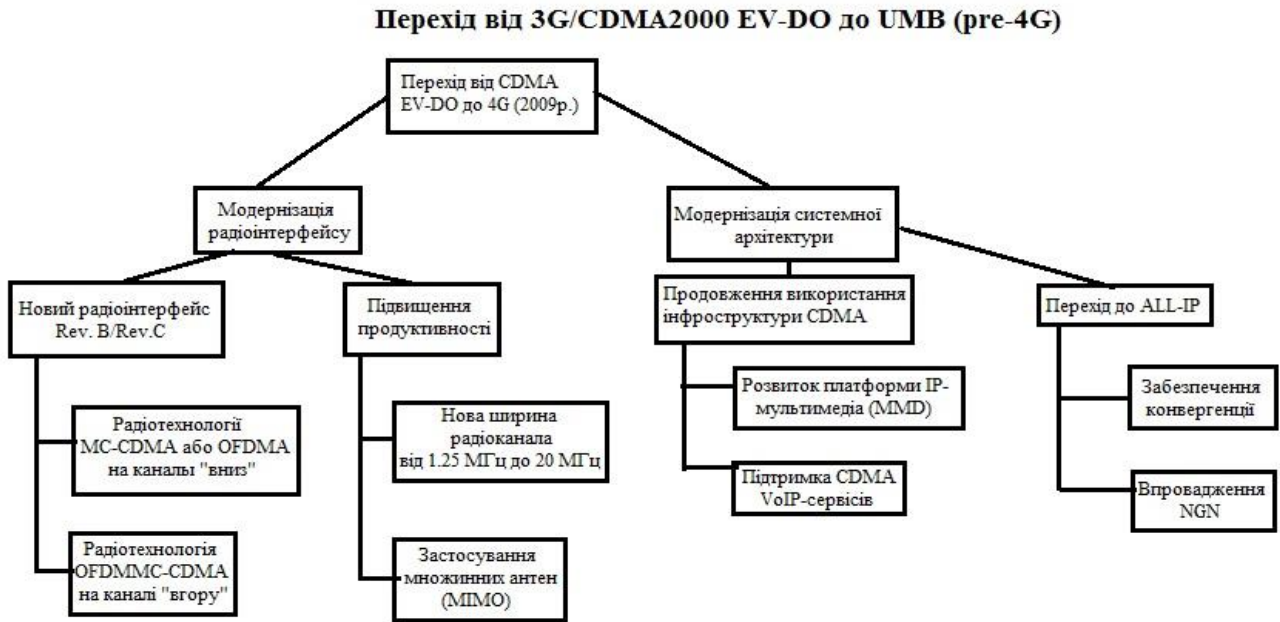 Перехід від 3G/CDMA2000 EV-DO до UMB (pre-4G)
Перехід від CDMA
EV-DO до 4G (2009р.)
Модернізація
радіоінтерфейсу
Модернізація системної
архітектури
Новий радіоінтерфейс
Rev. B/Rev.C
Підвищення
продуктивності
Продовження використання
інфроструктури CDMA
Перехід до ALL-IP
Радіотехнології
MC-CDMA або OFDMA
на каналы "вниз"
Радіотехнологія
OFDMMC-CDMA
на каналі "вгору"
Нова ширина
радіоканала
від 1.25 МГц до 20 МГц
Застосування
множинних антен
(MIMO)
Розвиток платформи IP-
мультимедіа (MMD)
Підтримка CDMA
VoIP-сервісів
Забезпечення
конвергенції
Впровадження
NGN